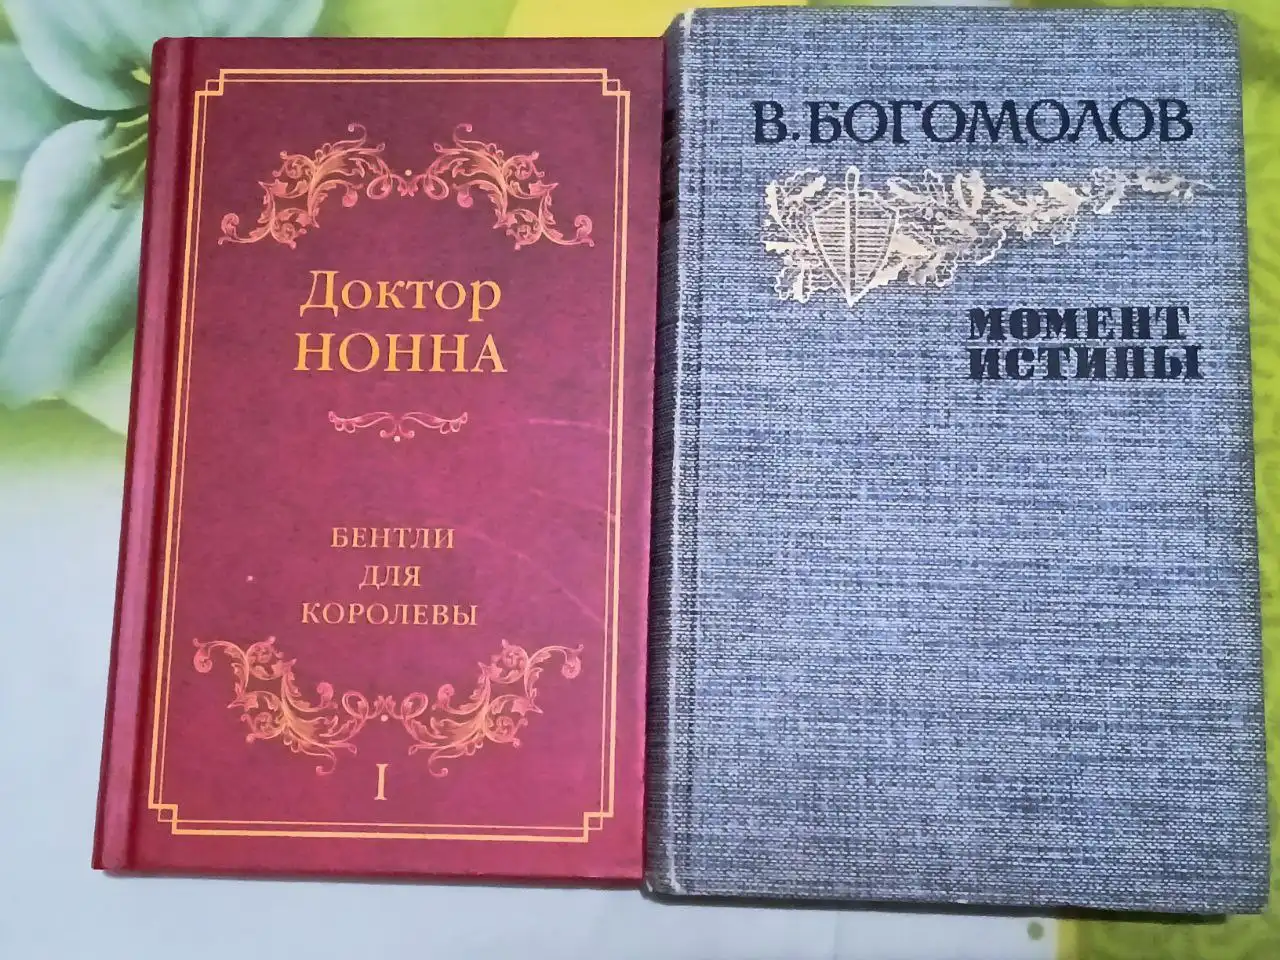 Доктор
НОННА
БЕНТЛИ
ДЛЯ
КОРОЛЕВЫ
I
В. БОГОМОЛОВ
МОМЕНТ
ИСТИНЫ